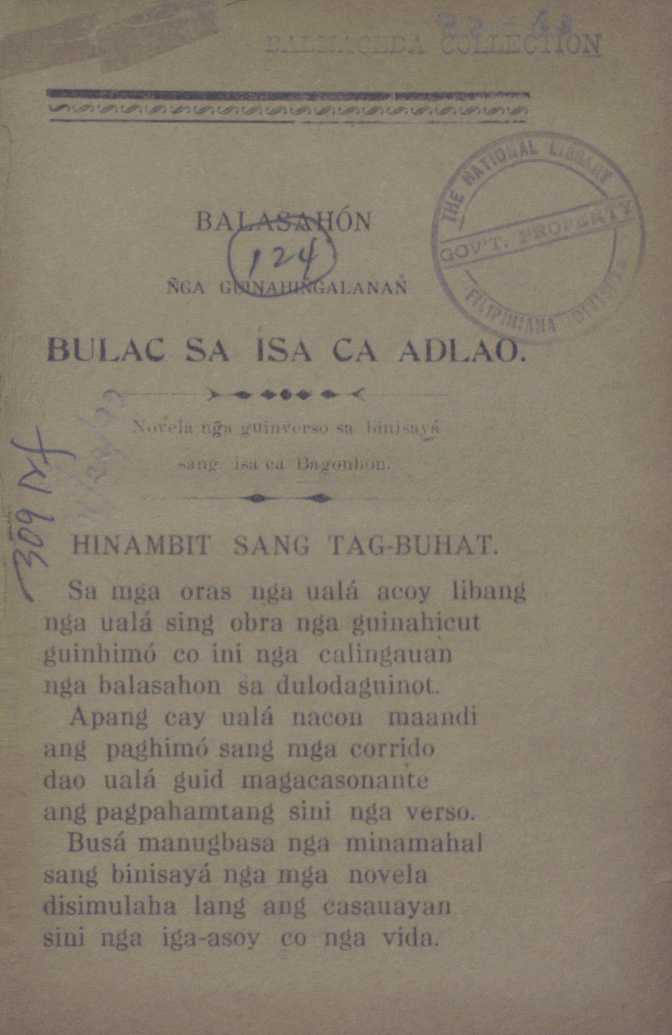 BALMACEDA COLLECTION
THE NATIONAL LIBRARY
GOV'T. PROPERTY
FILIPINIANA DIVISION
BALASAHÓN
124
ÑGA GUINAHIÑGALANAÑ
BULAC SA ISA CA ADLAO.
Novela nga guinverso sa binisayá
sang isa ca Bagonhon.
HINAMBIT SANG TAG-BUHAT.
Sa mga oras nga ualá acoy libang
nga ualá sing obra nga guinahicut
guinhimó co ini nga calingauan
nga balasahon sa dulodaguinot.
Apang cay ualá nacon maandi
ang paghimó sang mga corrido
dao ualá guid magacasonante
ang pagpahamtang sini nga verso.
Busá manugbasa nga minamahal
sang binisayá nga mga novela
disimulaha lang ang casauayan
sini nga iga-asoy co nga vida.